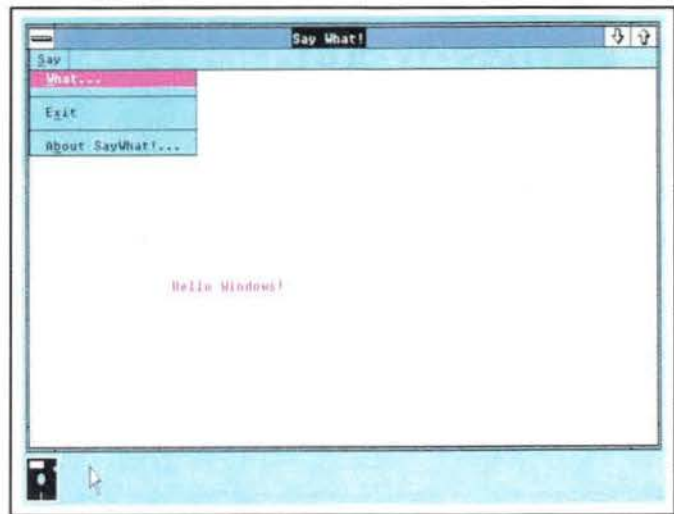 Say What!
Say
What...
Exit
About SayWhat!...
Hello Windows!